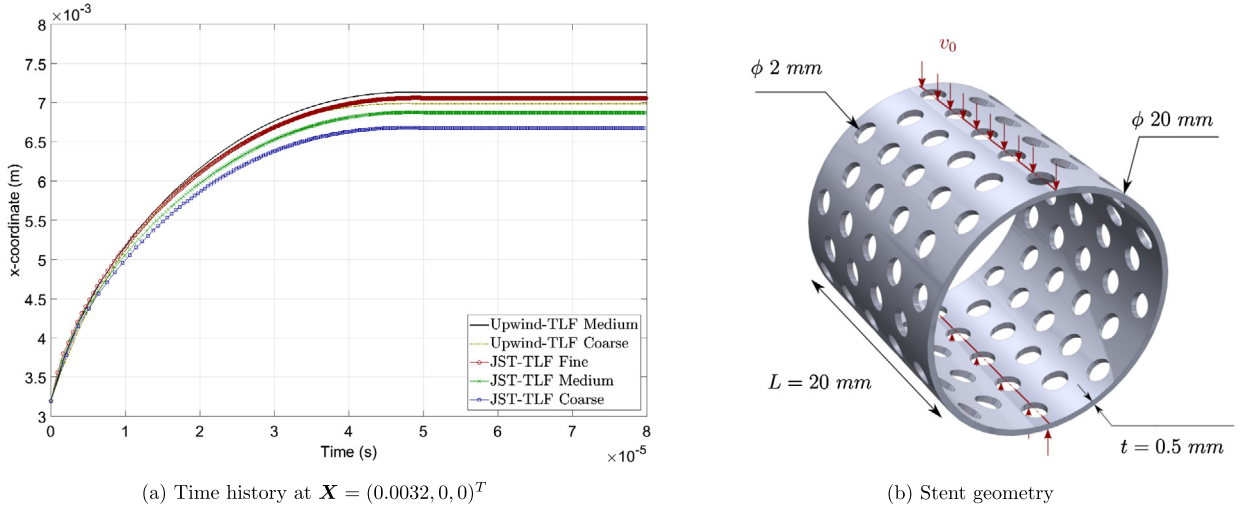 ×10⁻³
8
7.5
7
6.5
6
5.5
5
4.5
4
3.5
3
x-coordinate (m)
0 1 2 3 4 5 6 7 8
Time (s)
×10⁻⁵
Upwind-TLF Medium
Upwind-TLF Coarse
JST-TLF Fine
JST-TLF Medium
JST-TLF Coarse
(a) Time history at X = (0.0032, 0, 0)ᵀ
v₀
ϕ 2 mm
ϕ 20 mm
L = 20 mm
t = 0.5 mm
(b) Stent geometry